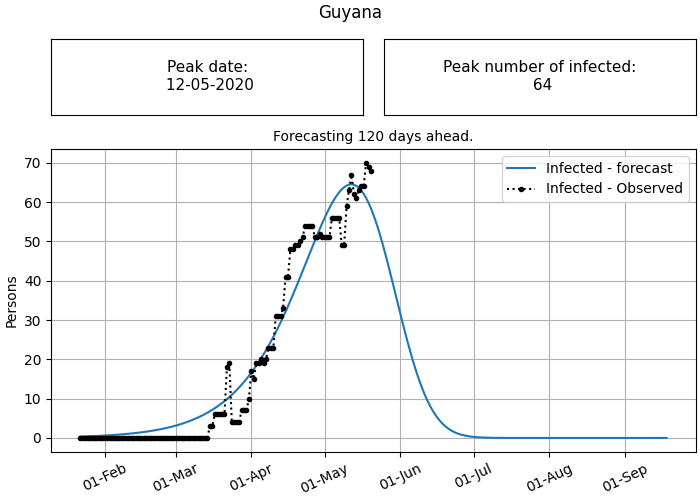 Guyana
Peak date:
12-05-2020
Peak number of infected:
64
Forecasting 120 days ahead.
Infected - forecast
Infected - Observed
Persons
70
60
50
40
30
20
10
0
01-Feb
01-Mar
01-Apr
01-May
01-Jun
01-Jul
01-Aug
01-Sep